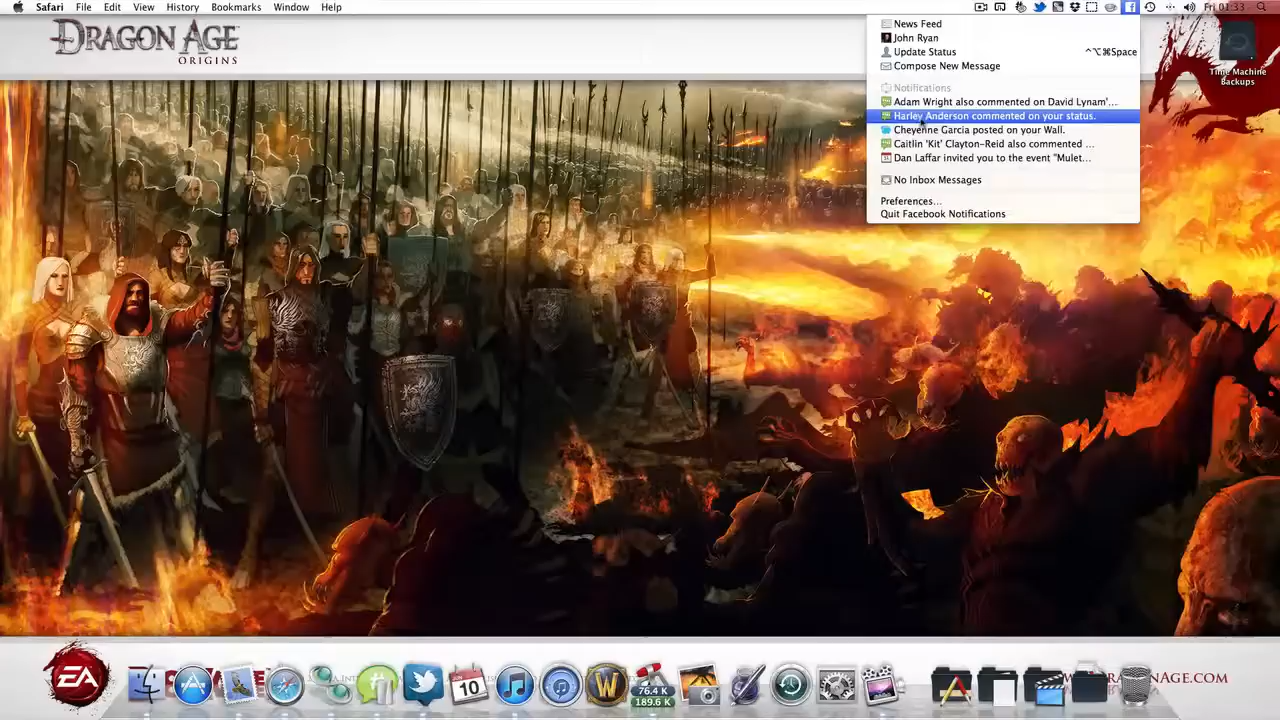 Safari File Edit View History Bookmarks Window Help
Fri 01:33
DRAGON AGE
ORIGINS
News Feed
John Ryan
Update Status ^⌥⌘Space
Compose New Message
Notifications
Adam Wright also commented on David Lynam'...
Harley Anderson commented on your status.
Cheyenne Garcia posted on your Wall.
Caitlin 'Kit' Clayton-Reid also commented ...
Dan Laffar invited you to the event "Mulet...
No Inbox Messages
Preferences...
Quit Facebook Notifications
Time Machine
Backups
EA
JUN
10
76.4 K
189.6 K